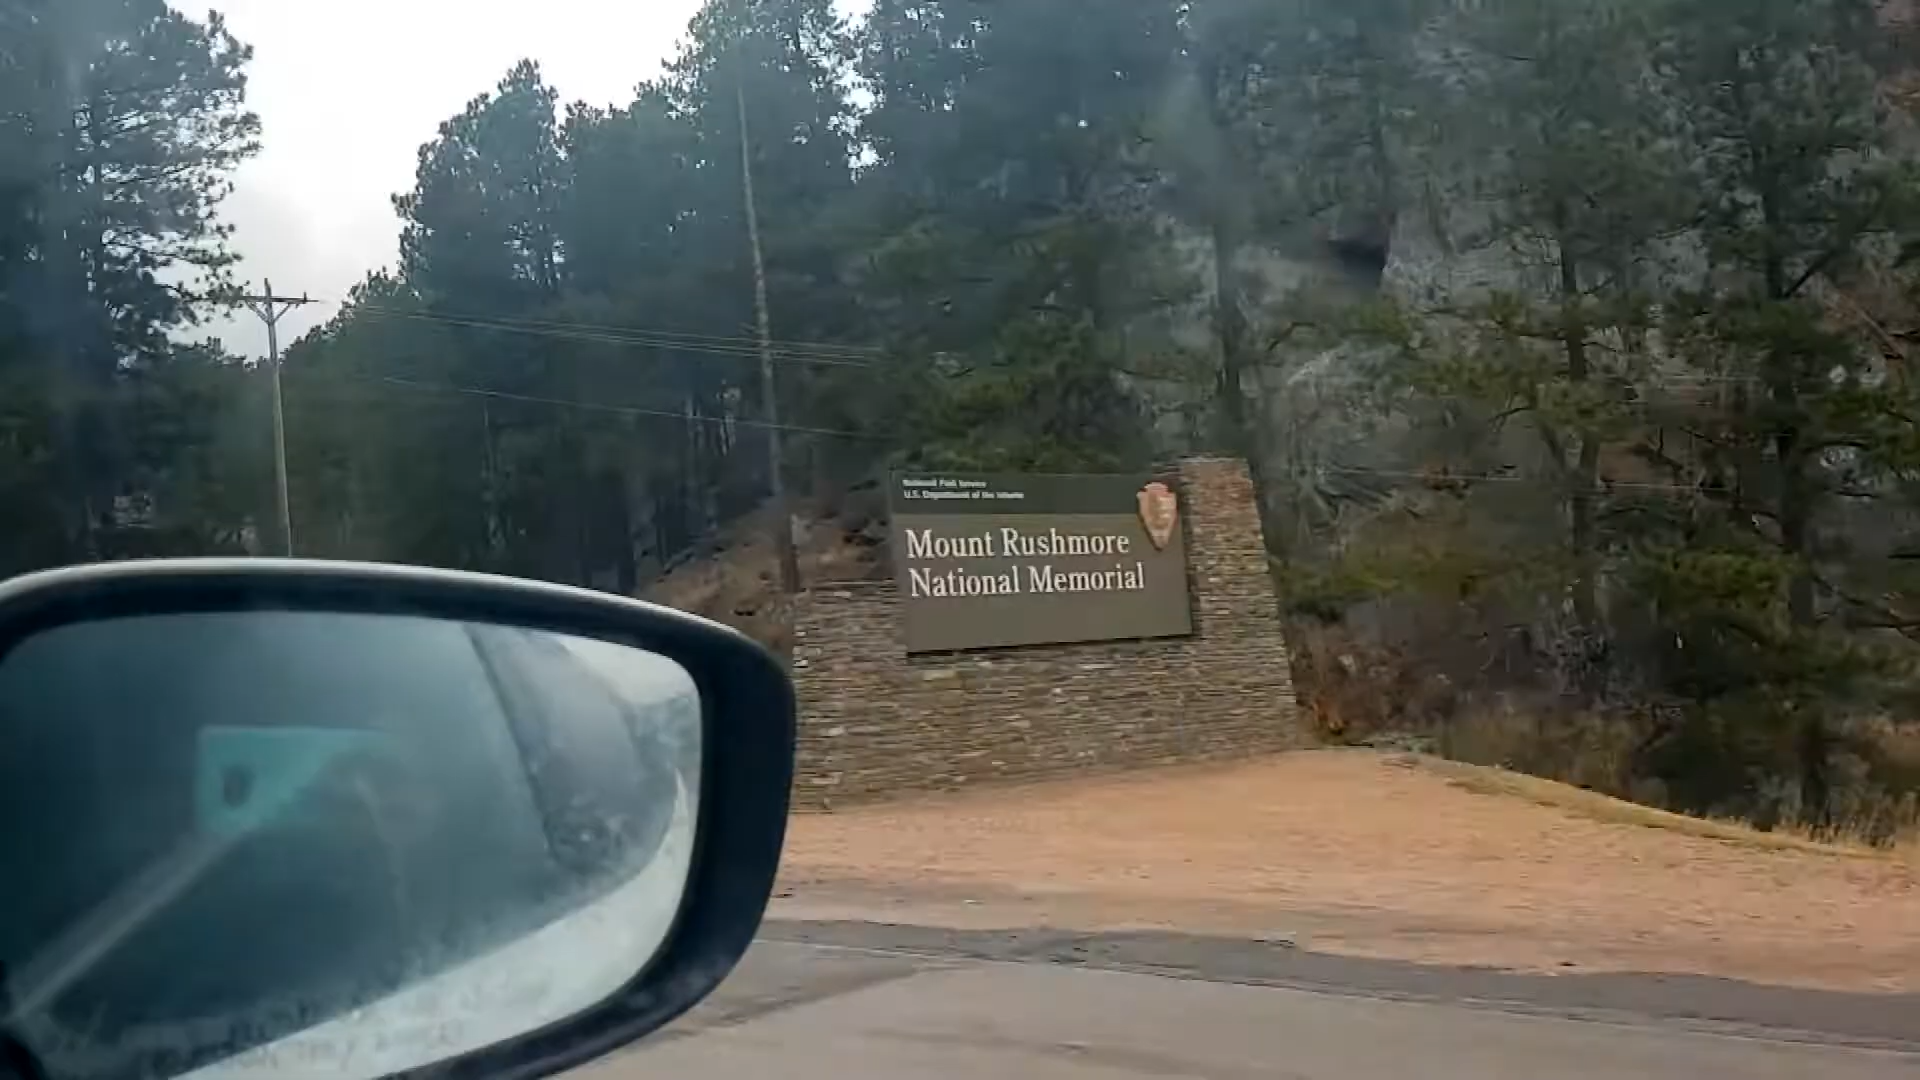 National Park Service
U.S. Department of the Interior
Mount Rushmore
National Memorial